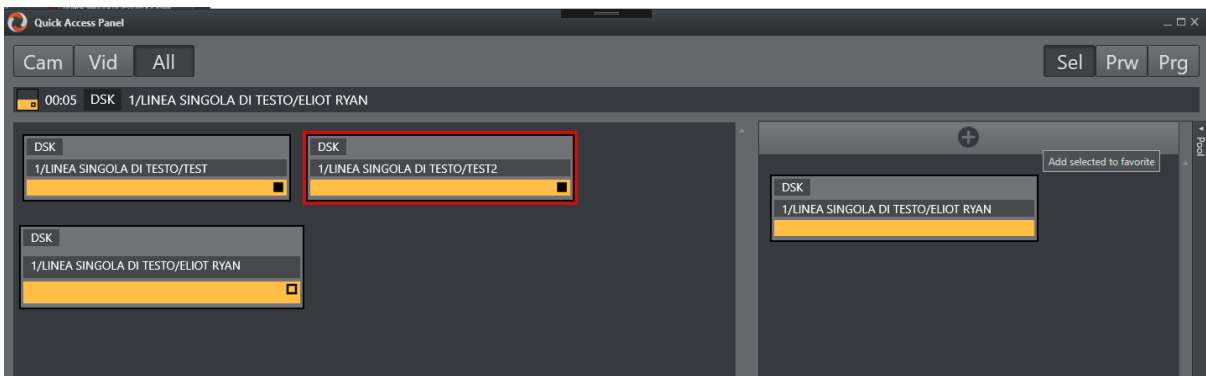 Quick Access Panel
Cam Vid All Sel Prw Prg
00:05 DSK 1/LINEA SINGOLA DI TESTO/ELIOT RYAN
DSK
1/LINEA SINGOLA DI TESTO/TEST
DSK
1/LINEA SINGOLA DI TESTO/TEST2
DSK
1/LINEA SINGOLA DI TESTO/ELIOT RYAN
Add selected to favorite
DSK
1/LINEA SINGOLA DI TESTO/ELIOT RYAN
Pool